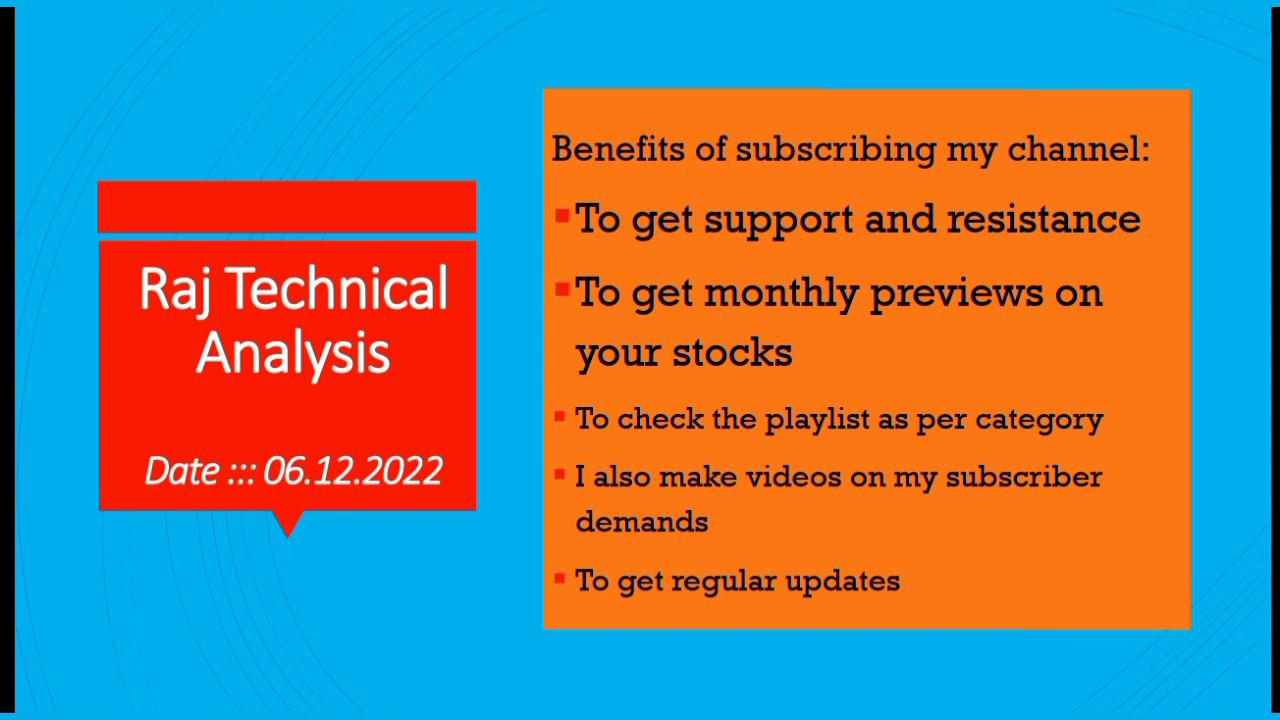 Raj Technical
Analysis
Date ::: 06.12.2022
Benefits of subscribing my channel:
To get support and resistance
To get monthly previews on
your stocks
To check the playlist as per category
I also make videos on my subscriber
demands
To get regular updates